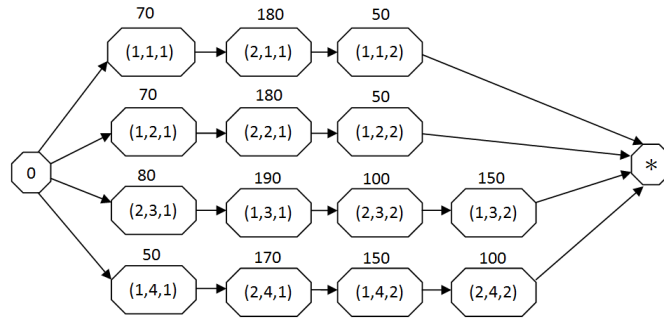 70 180 50
(1,1,1) (2,1,1) (1,1,2)
70 180 50
(1,2,1) (2,2,1) (1,2,2)
0 *
80 190 100 150
(2,3,1) (1,3,1) (2,3,2) (1,3,2)
50 170 150 100
(1,4,1) (2,4,1) (1,4,2) (2,4,2)